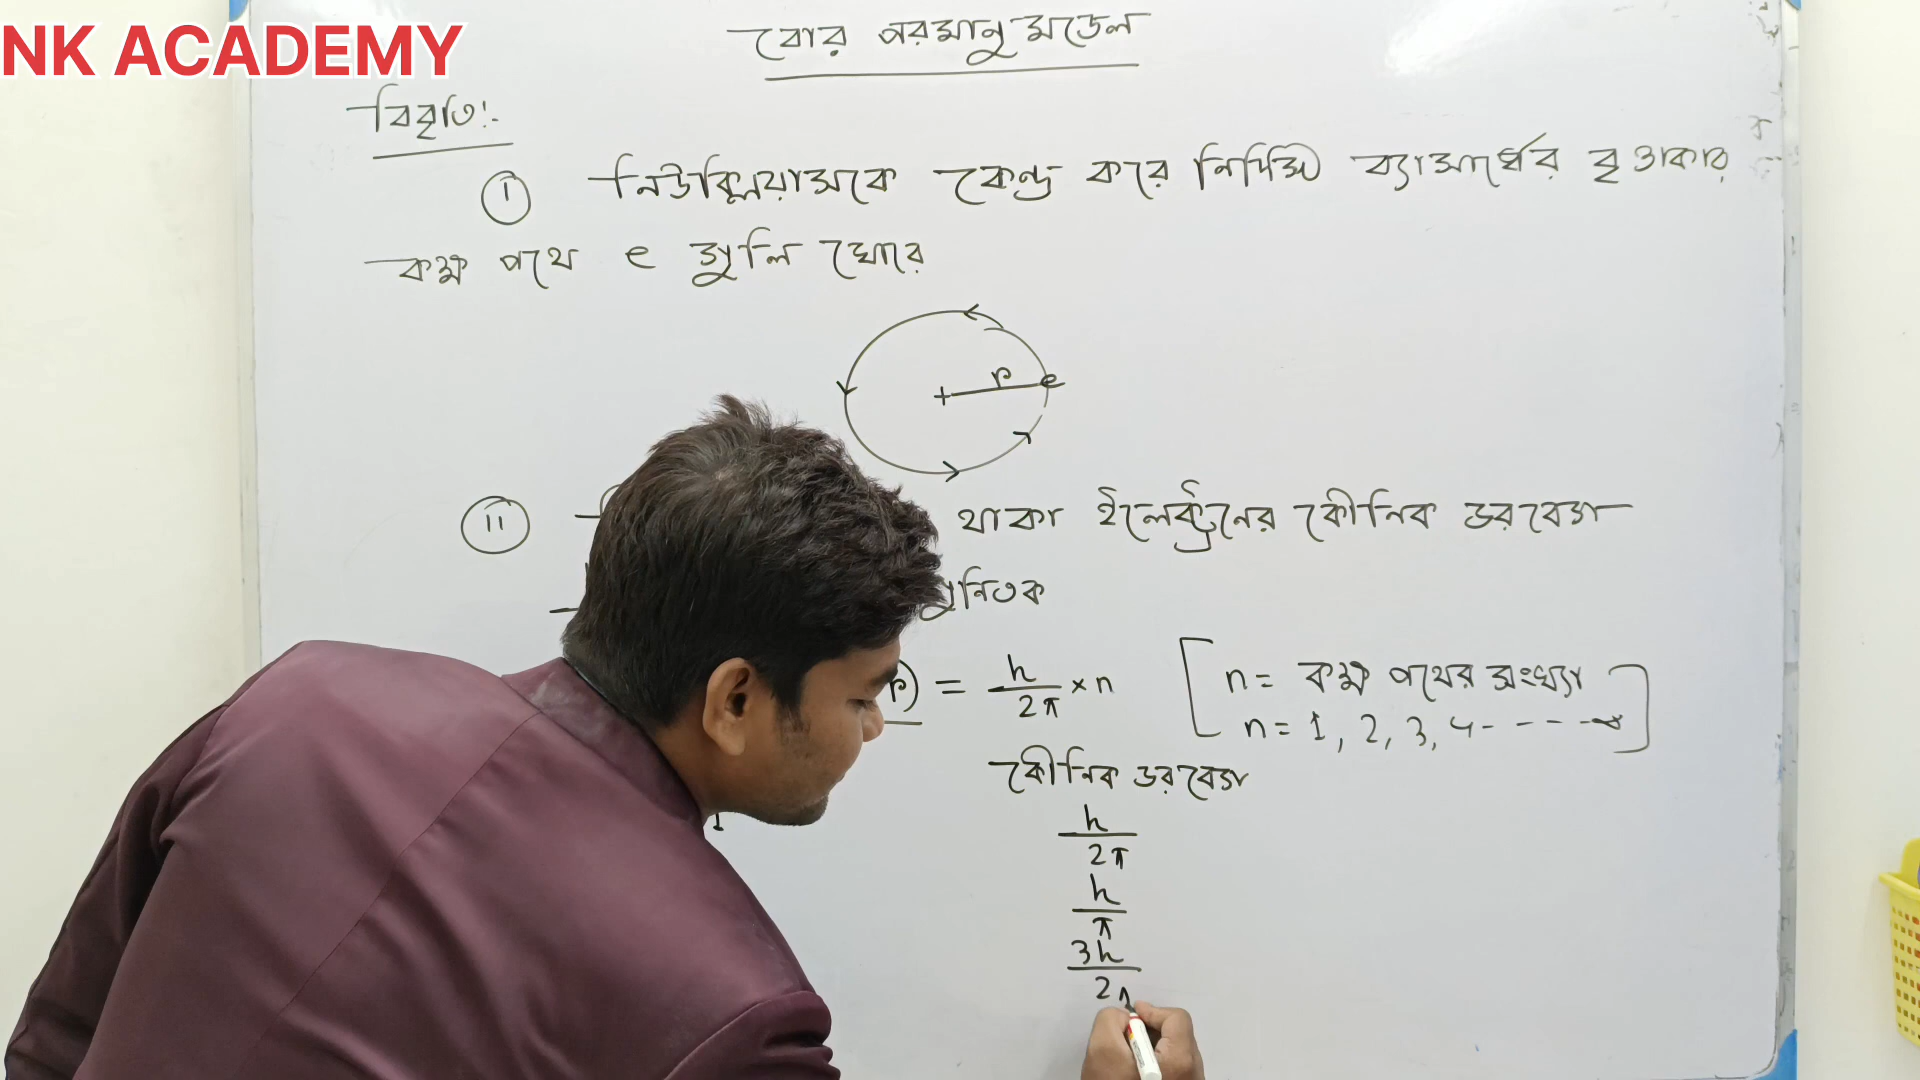 NK ACADEMY
বোর পরমানু মডেল
বিবৃতি:-
i নিউক্লিয়াসকে কেন্দ্র করে নির্দিষ্ট ব্যাসার্ধের বৃত্তাকার
কক্ষ পথে e গুলি ঘোরে
r e
+
ii থাকা ইলেকট্রনের কৌনিক ভরবেগ
গুনিতক
r) = h/2π × n [n = কক্ষ পথের সংখ্যা
n = 1, 2, 3, 4 - - - - ]
কৌনিক ভরবেগ
h/2π
h/π
3h/2π